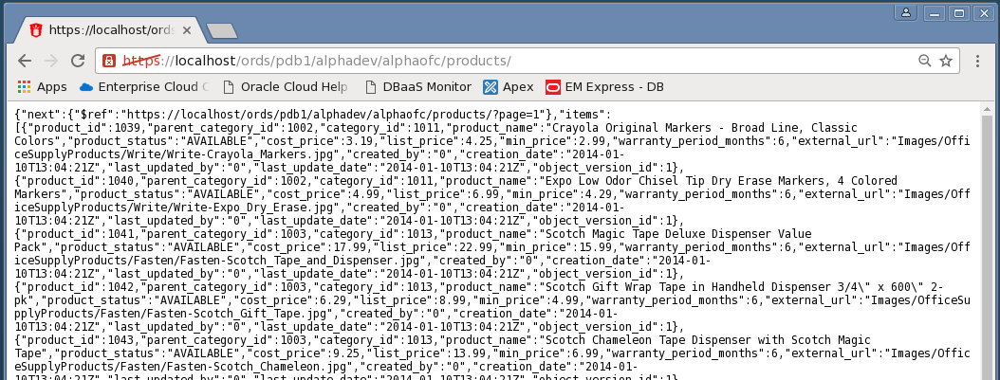 https://localhost/ords
https://localhost/ords/pdb1/alphadev/alphaofc/products/
Apps Enterprise Cloud C Oracle Cloud Help DBaaS Monitor Apex EM Express - DB
{"next":{"$ref":"https://localhost/ords/pdb1/alphadev/alphaofc/products/?page=1"},"items":
[{"product_id":1039,"parent_category_id":1002,"category_id":1011,"product_name":"Crayola Original Markers - Broad Line, Classic
Colors","product_status":"AVAILABLE","cost_price":3.19,"list_price":4.25,"min_price":2.99,"warranty_period_months":6,"external_url":"Images/Offi
ceSupplyProducts/Write/Write-Crayola_Markers.jpg","created_by":"0","creation_date":"2014-01-
10T13:04:21Z","last_updated_by":"0","last_update_date":"2014-01-10T13:04:21Z","object_version_id":1},
{"product_id":1040,"parent_category_id":1002,"category_id":1011,"product_name":"Expo Low Odor Chisel Tip Dry Erase Markers, 4 Colored
Markers","product_status":"AVAILABLE","cost_price":4.99,"list_price":6.99,"min_price":4.29,"warranty_period_months":6,"external_url":"Images/Off
iceSupplyProducts/Write/Write-Expo_Dry_Erase.jpg","created_by":"0","creation_date":"2014-01-
10T13:04:21Z","last_updated_by":"0","last_update_date":"2014-01-10T13:04:21Z","object_version_id":1},
{"product_id":1041,"parent_category_id":1003,"category_id":1013,"product_name":"Scotch Magic Tape Deluxe Dispenser Value
Pack","product_status":"AVAILABLE","cost_price":17.99,"list_price":22.99,"min_price":15.99,"warranty_period_months":6,"external_url":"Images/Off
iceSupplyProducts/Fasten/Fasten-Scotch_Tape_and_Dispenser.jpg","created_by":"0","creation_date":"2014-01-
10T13:04:21Z","last_updated_by":"0","last_update_date":"2014-01-10T13:04:21Z","object_version_id":1},
{"product_id":1042,"parent_category_id":1003,"category_id":1013,"product_name":"Scotch Gift Wrap Tape in Handheld Dispenser 3/4\" x 600\" 2-
pk","product_status":"AVAILABLE","cost_price":6.29,"list_price":8.99,"min_price":4.99,"warranty_period_months":6,"external_url":"Images/OfficeSu
pplyProducts/Fasten/Fasten-Scotch_Gift_Tape.jpg","created_by":"0","creation_date":"2014-01-
10T13:04:21Z","last_updated_by":"0","last_update_date":"2014-01-10T13:04:21Z","object_version_id":1},
{"product_id":1043,"parent_category_id":1003,"category_id":1013,"product_name":"Scotch Chameleon Tape Dispenser with Scotch Magic
Tape","product_status":"AVAILABLE","cost_price":9.25,"list_price":13.99,"min_price":6.99,"warranty_period_months":6,"external_url":"Images/Offic
eSupplyProducts/Fasten/Fasten-Scotch_Chameleon.jpg","created_by":"0","creation_date":"2014-01-
10T13:04:21Z","last_updated_by":"0","last_update_date":"2014-01-10T13:04:21Z","object_version_id":1},